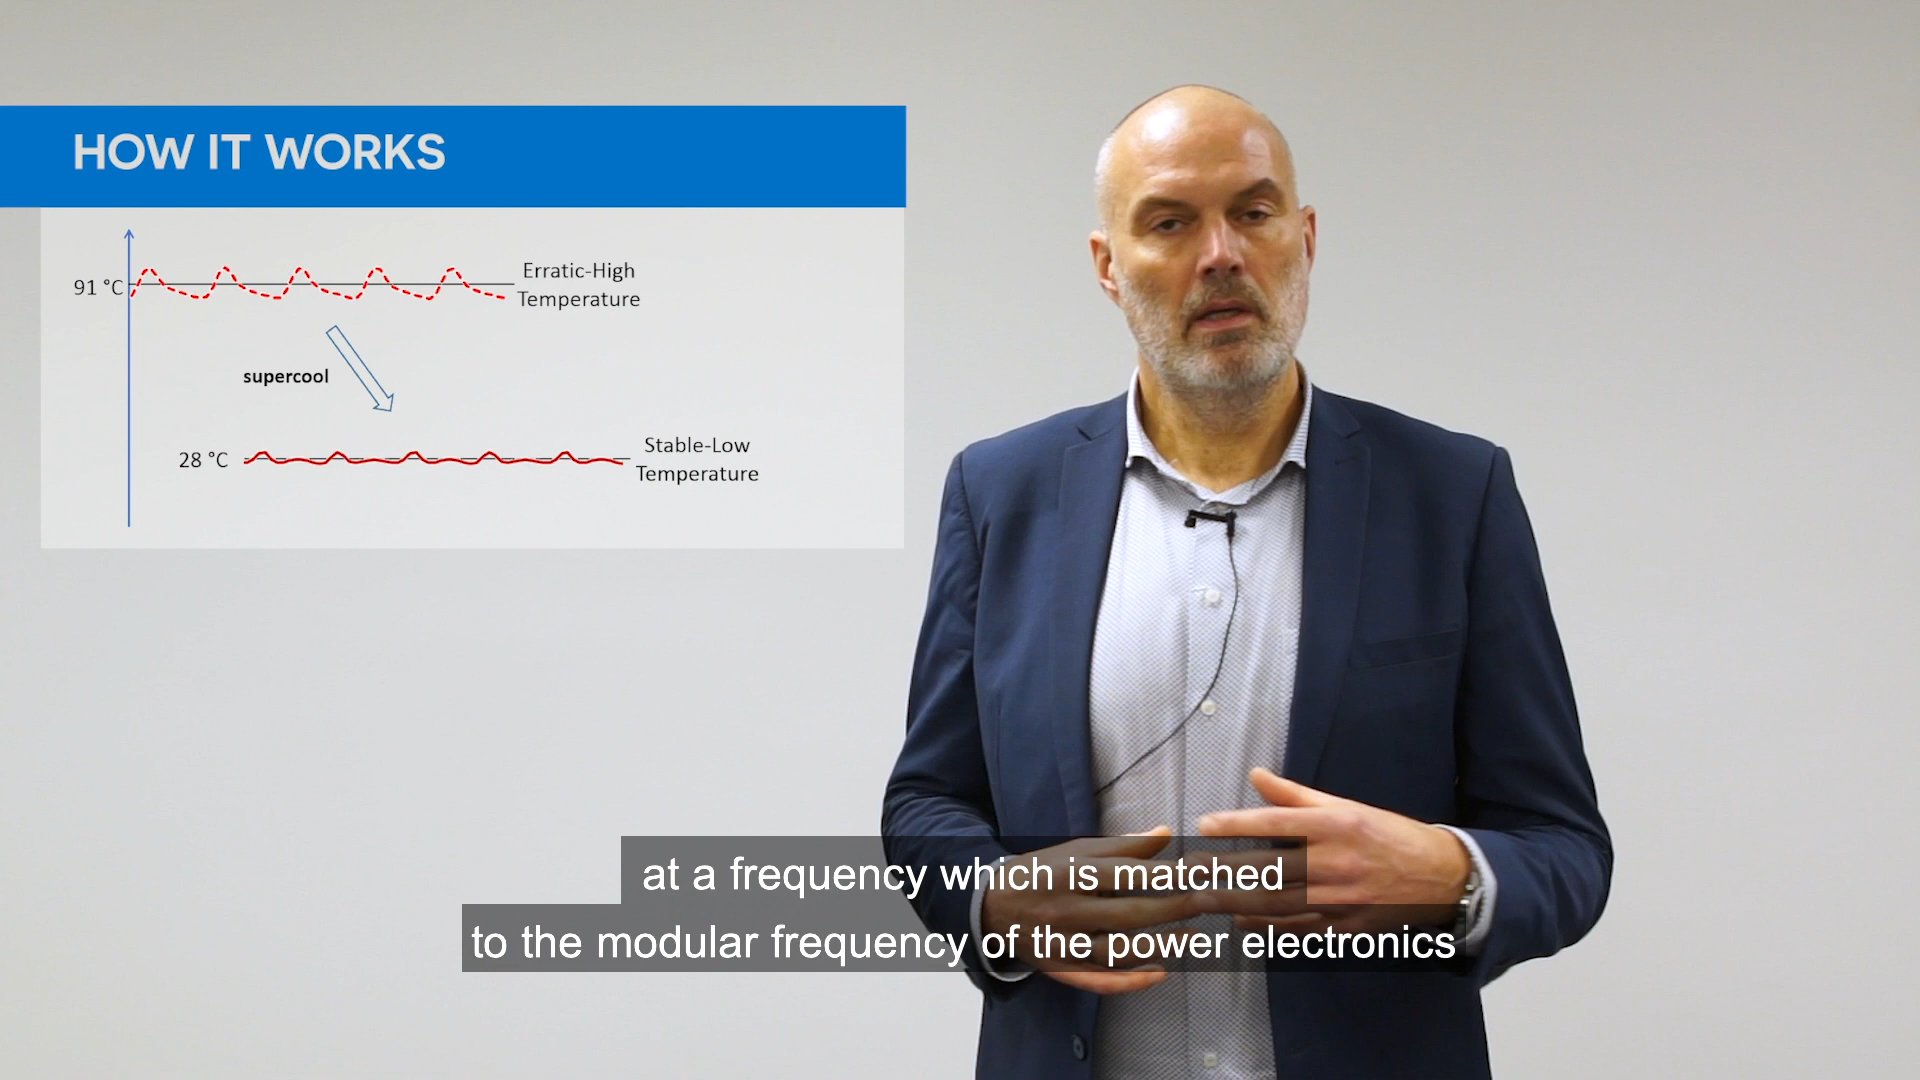 HOW IT WORKS
91 °C
Erratic-High
Temperature
supercool
28 °C
Stable-Low
Temperature
at a frequency which is matched
to the modular frequency of the power electronics